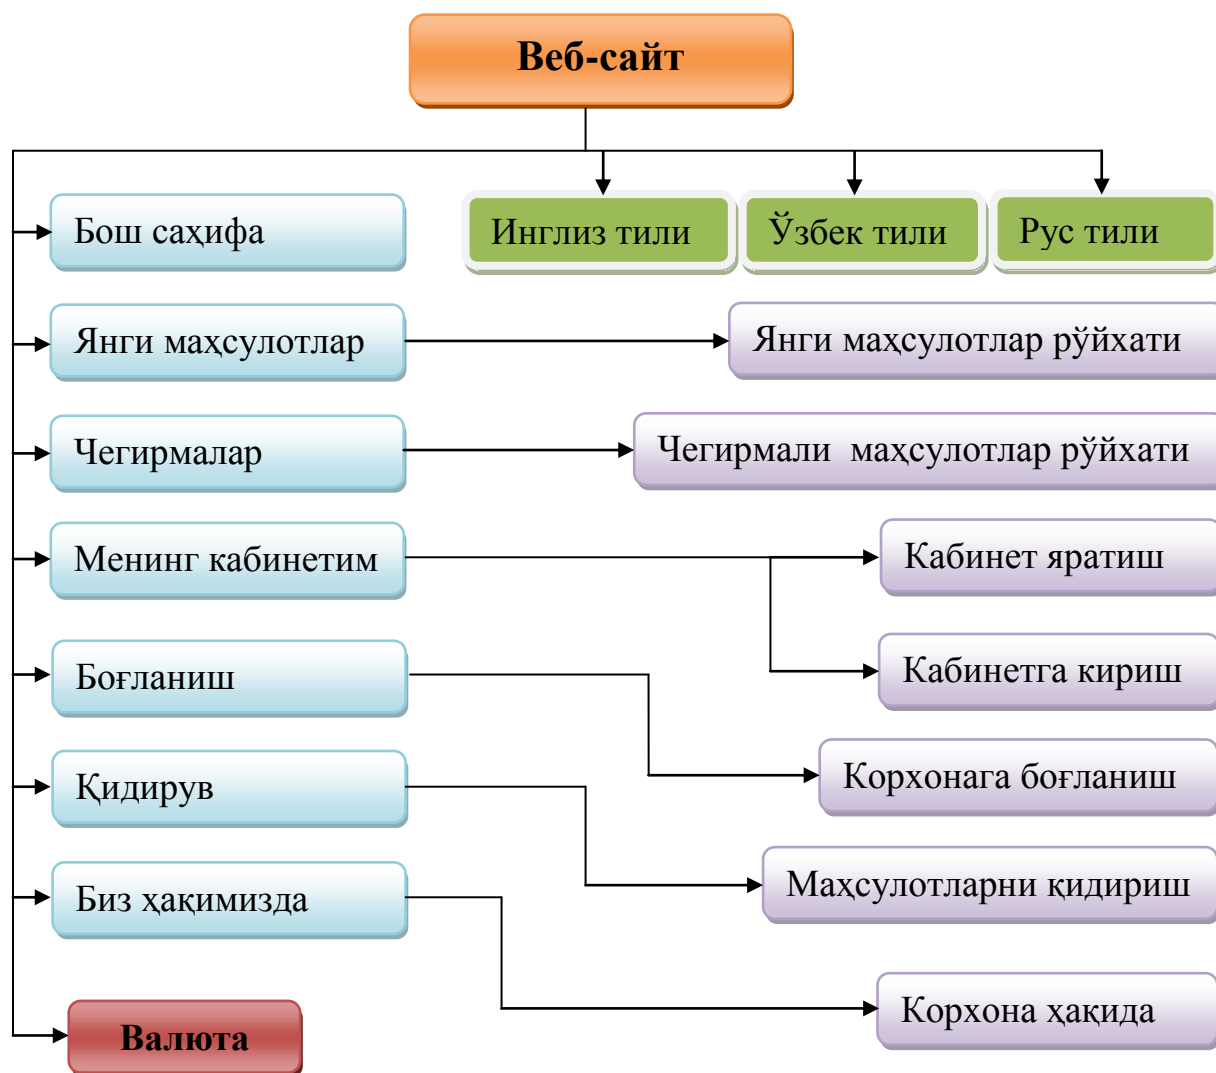 Веб-сайт
Бош саҳифа
Инглиз тили
Ўзбек тили
Рус тили
Янги маҳсулотлар
Янги маҳсулотлар рўйхати
Чегирмалар
Чегирмали маҳсулотлар рўйхати
Менинг кабинетим
Кабинет яратиш
Боғланиш
Кабинетга кириш
Қидирув
Корхонага боғланиш
Биз ҳақимизда
Маҳсулотларни қидириш
Валюта
Корхона ҳақида